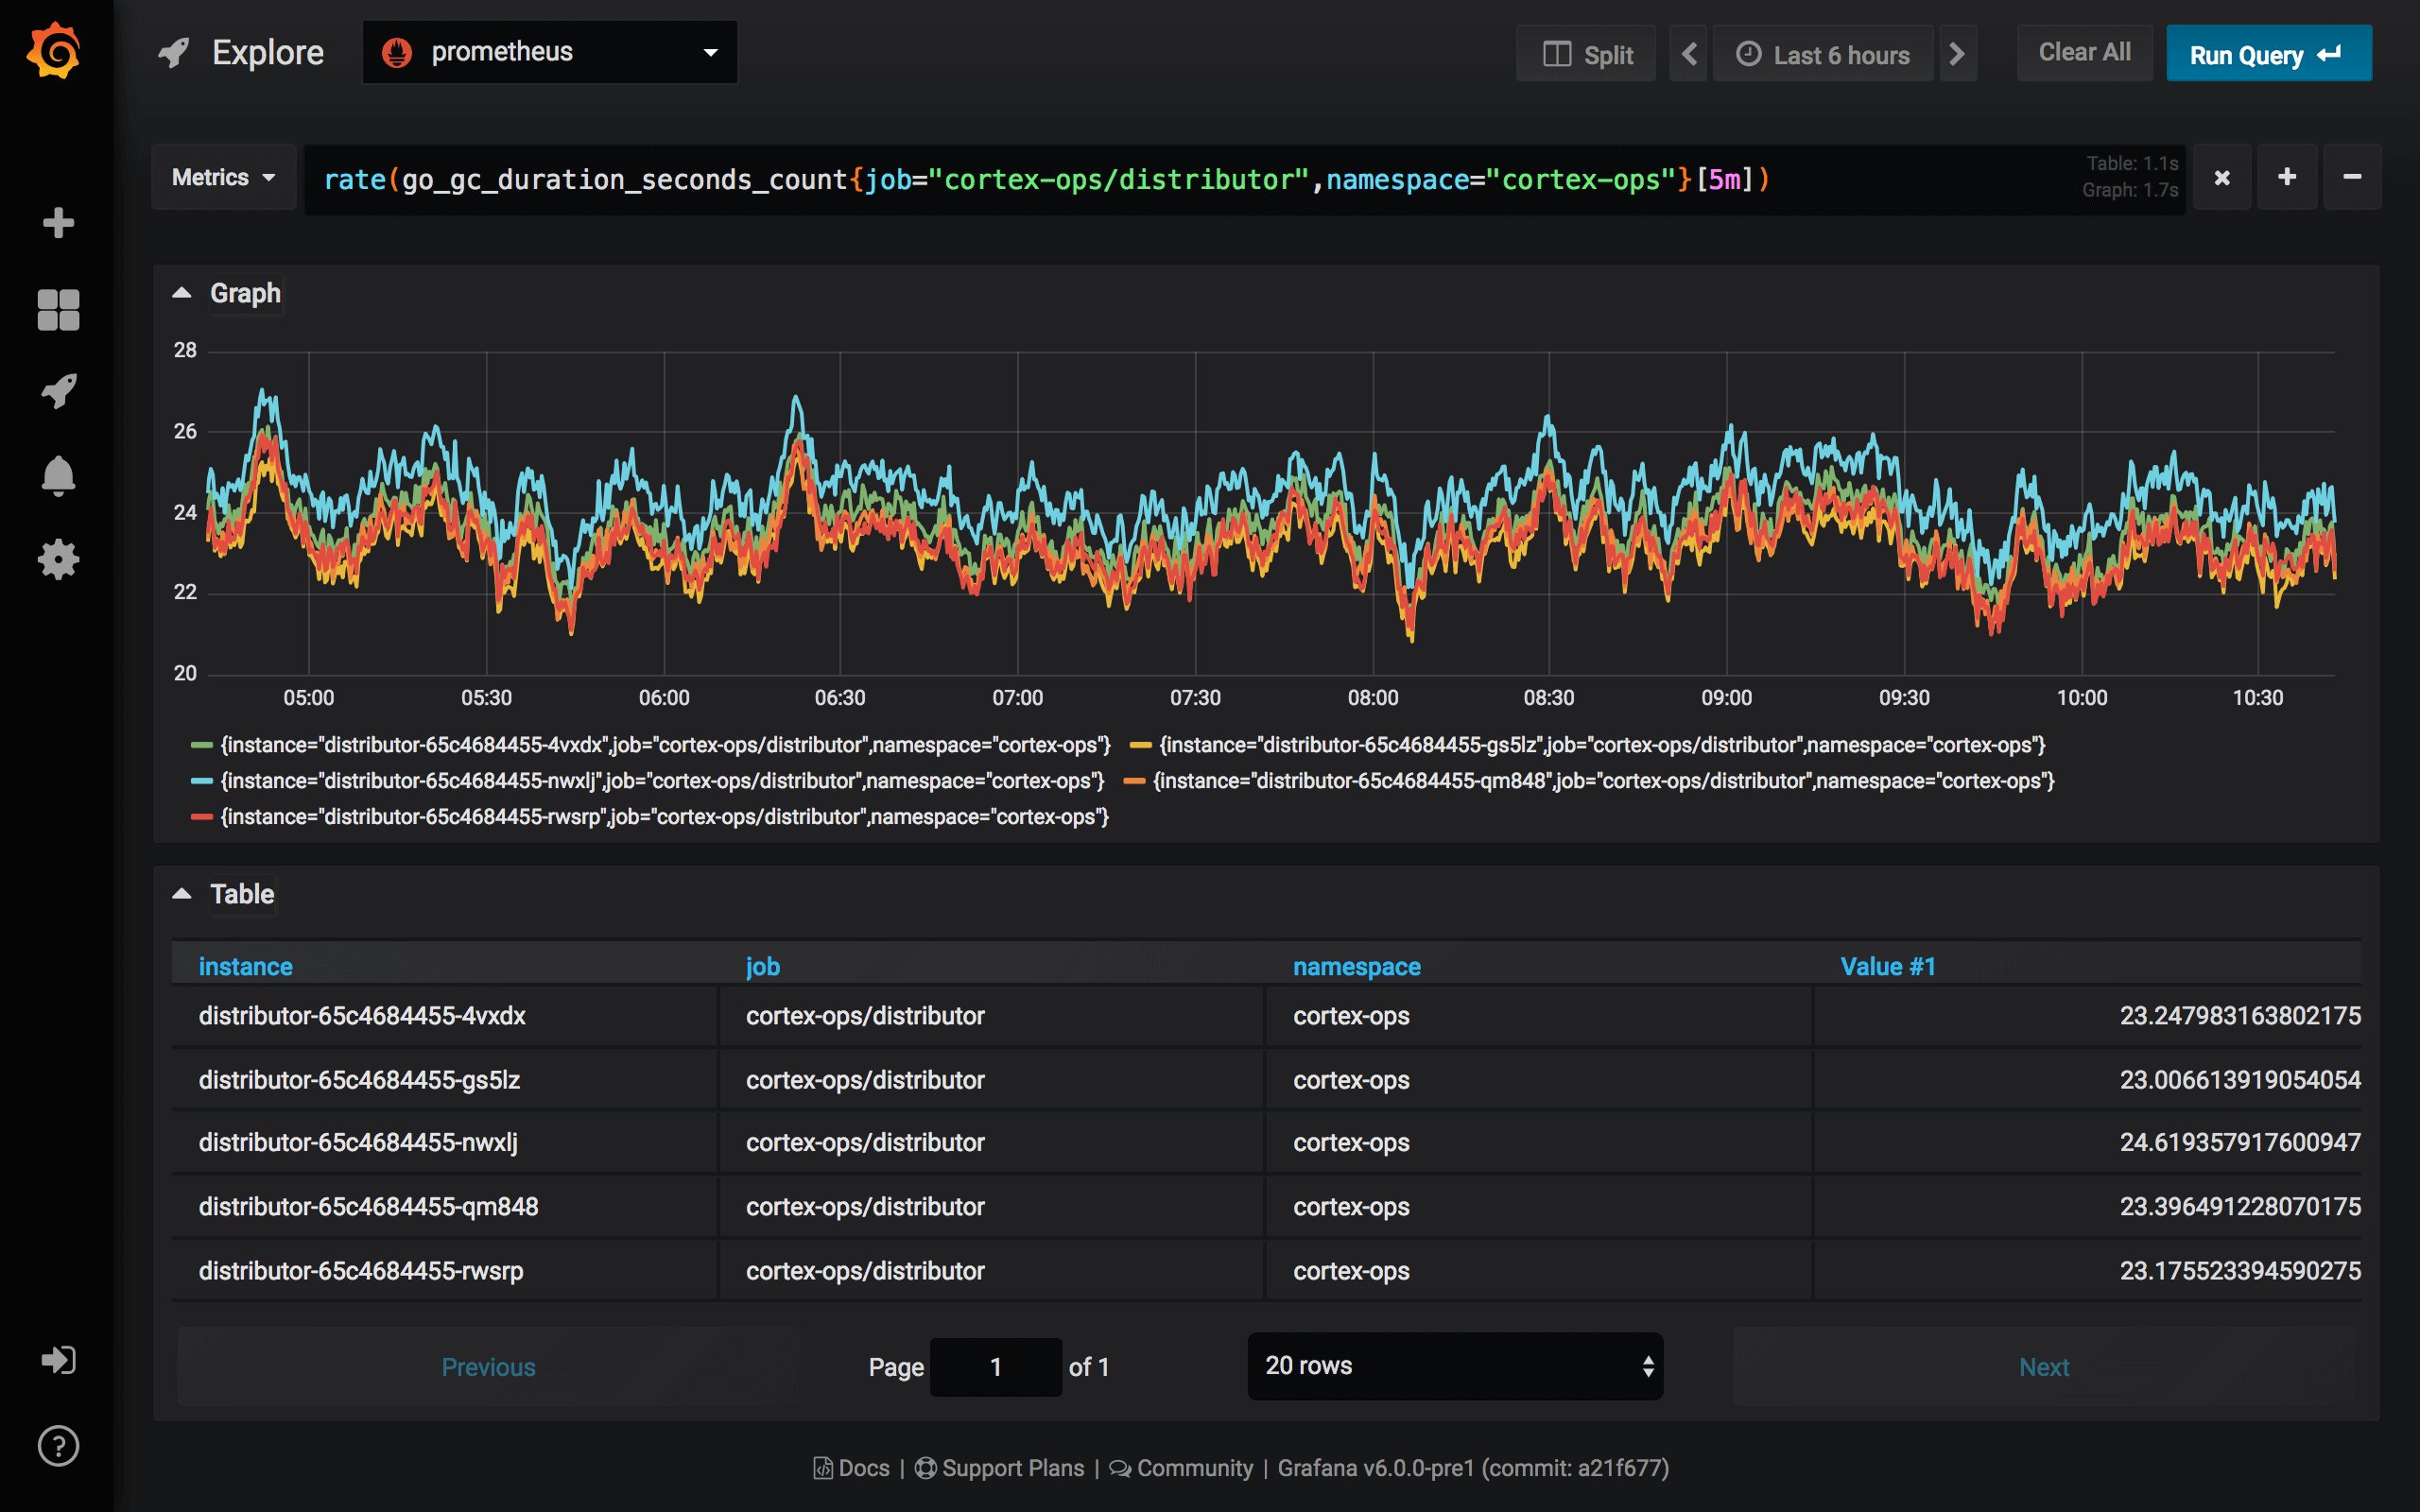 Explore prometheus Split Last 6 hours Clear All Run Query
Metrics rate(go_gc_duration_seconds_count{job="cortex-ops/distributor",namespace="cortex-ops"}[5m]) Table: 1.1s
Graph: 1.7s
Graph
28
26
24
22
20
05:00 05:30 06:00 06:30 07:00 07:30 08:00 08:30 09:00 09:30 10:00 10:30
{instance="distributor-65c4684455-4vxdx",job="cortex-ops/distributor",namespace="cortex-ops"} {instance="distributor-65c4684455-gs5lz",job="cortex-ops/distributor",namespace="cortex-ops"}
{instance="distributor-65c4684455-nwxlj",job="cortex-ops/distributor",namespace="cortex-ops"} {instance="distributor-65c4684455-qm848",job="cortex-ops/distributor",namespace="cortex-ops"}
{instance="distributor-65c4684455-rwsrp",job="cortex-ops/distributor",namespace="cortex-ops"}
Table
instance job namespace Value #1
distributor-65c4684455-4vxdx cortex-ops/distributor cortex-ops 23.247983163802175
distributor-65c4684455-gs5lz cortex-ops/distributor cortex-ops 23.006613919054054
distributor-65c4684455-nwxlj cortex-ops/distributor cortex-ops 24.619357917600947
distributor-65c4684455-qm848 cortex-ops/distributor cortex-ops 23.396491228070175
distributor-65c4684455-rwsrp cortex-ops/distributor cortex-ops 23.175523394590275
Previous Page 1 of 1 20 rows Next
Docs | Support Plans | Community | Grafana v6.0.0-pre1 (commit: a21f677)